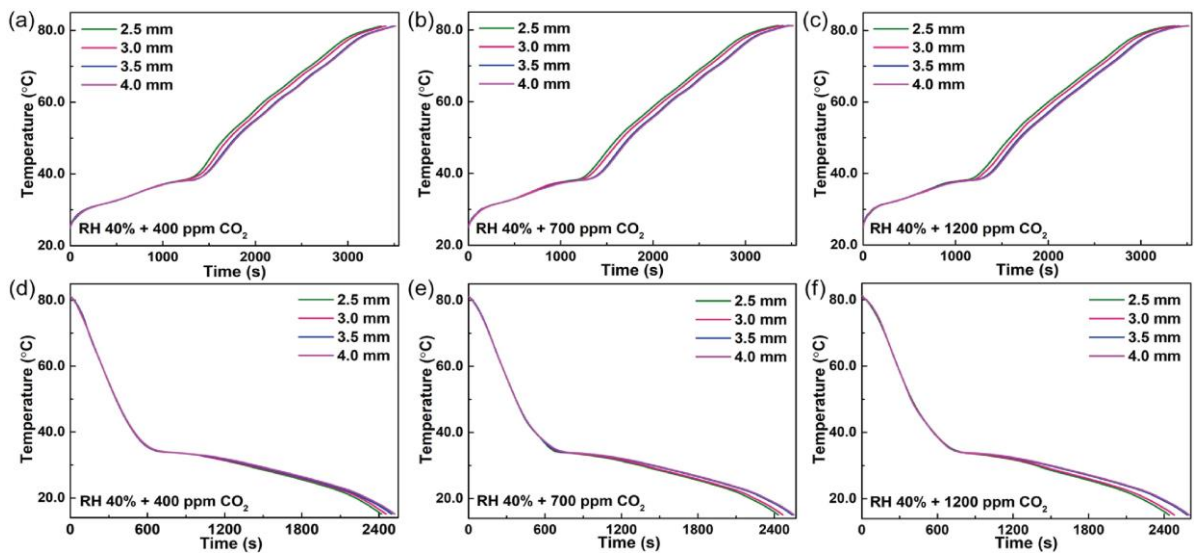 (a)
2.5 mm
3.0 mm
3.5 mm
4.0 mm
RH 40% + 400 ppm CO₂
Temperature (°C)
80.0
60.0
40.0
20.0
0
1000
2000
3000
Time (s)
(b)
2.5 mm
3.0 mm
3.5 mm
4.0 mm
RH 40% + 700 ppm CO₂
Temperature (°C)
80.0
60.0
40.0
20.0
0
1000
2000
3000
Time (s)
(c)
2.5 mm
3.0 mm
3.5 mm
4.0 mm
RH 40% + 1200 ppm CO₂
Temperature (°C)
80.0
60.0
40.0
20.0
0
1000
2000
3000
Time (s)
(d)
2.5 mm
3.0 mm
3.5 mm
4.0 mm
RH 40% + 400 ppm CO₂
Temperature (°C)
80.0
60.0
40.0
20.0
0
600
1200
1800
2400
Time (s)
(e)
2.5 mm
3.0 mm
3.5 mm
4.0 mm
RH 40% + 700 ppm CO₂
Temperature (°C)
80.0
60.0
40.0
20.0
0
600
1200
1800
2400
Time (s)
(f)
2.5 mm
3.0 mm
3.5 mm
4.0 mm
RH 40% + 1200 ppm CO₂
Temperature (°C)
80.0
60.0
40.0
20.0
0
600
1200
1800
2400
Time (s)